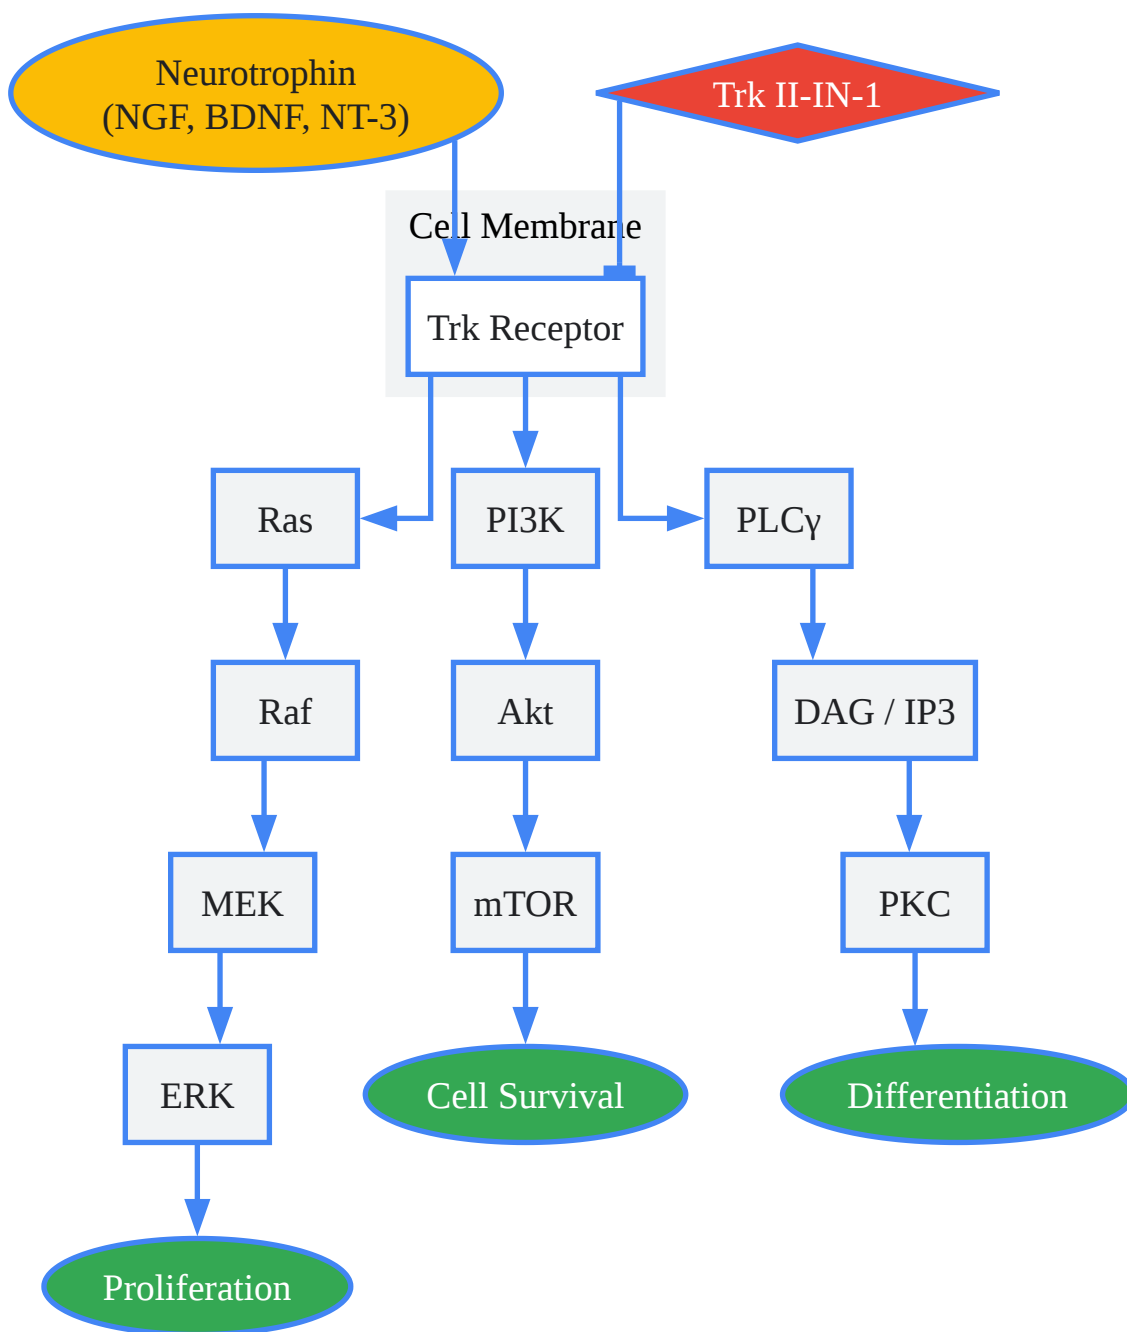 Neurotrophin
(NGF, BDNF, NT-3)
Trk II-IN-1
Cell Membrane
Trk Receptor
Ras
PI3K
PLCγ
Raf
Akt
DAG / IP3
MEK
mTOR
PKC
ERK
Cell Survival
Differentiation
Proliferation